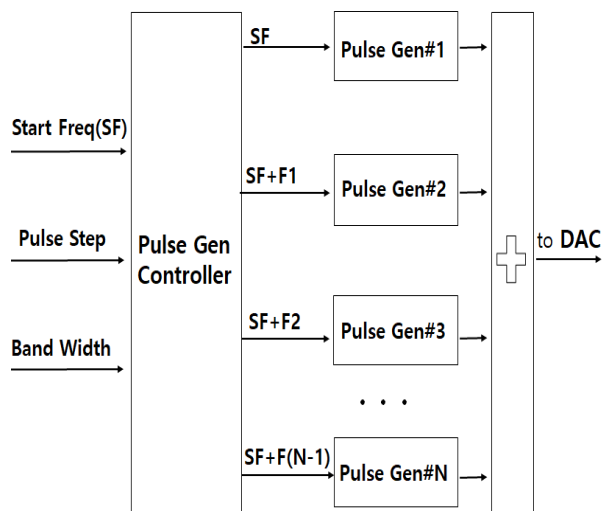 SF
Pulse Gen#1
Start Freq(SF)
SF+F1
Pulse Gen#2
Pulse Step
Pulse Gen
Controller
to DAC
SF+F2
Pulse Gen#3
Band Width
. . .
SF+F(N-1)
Pulse Gen#N